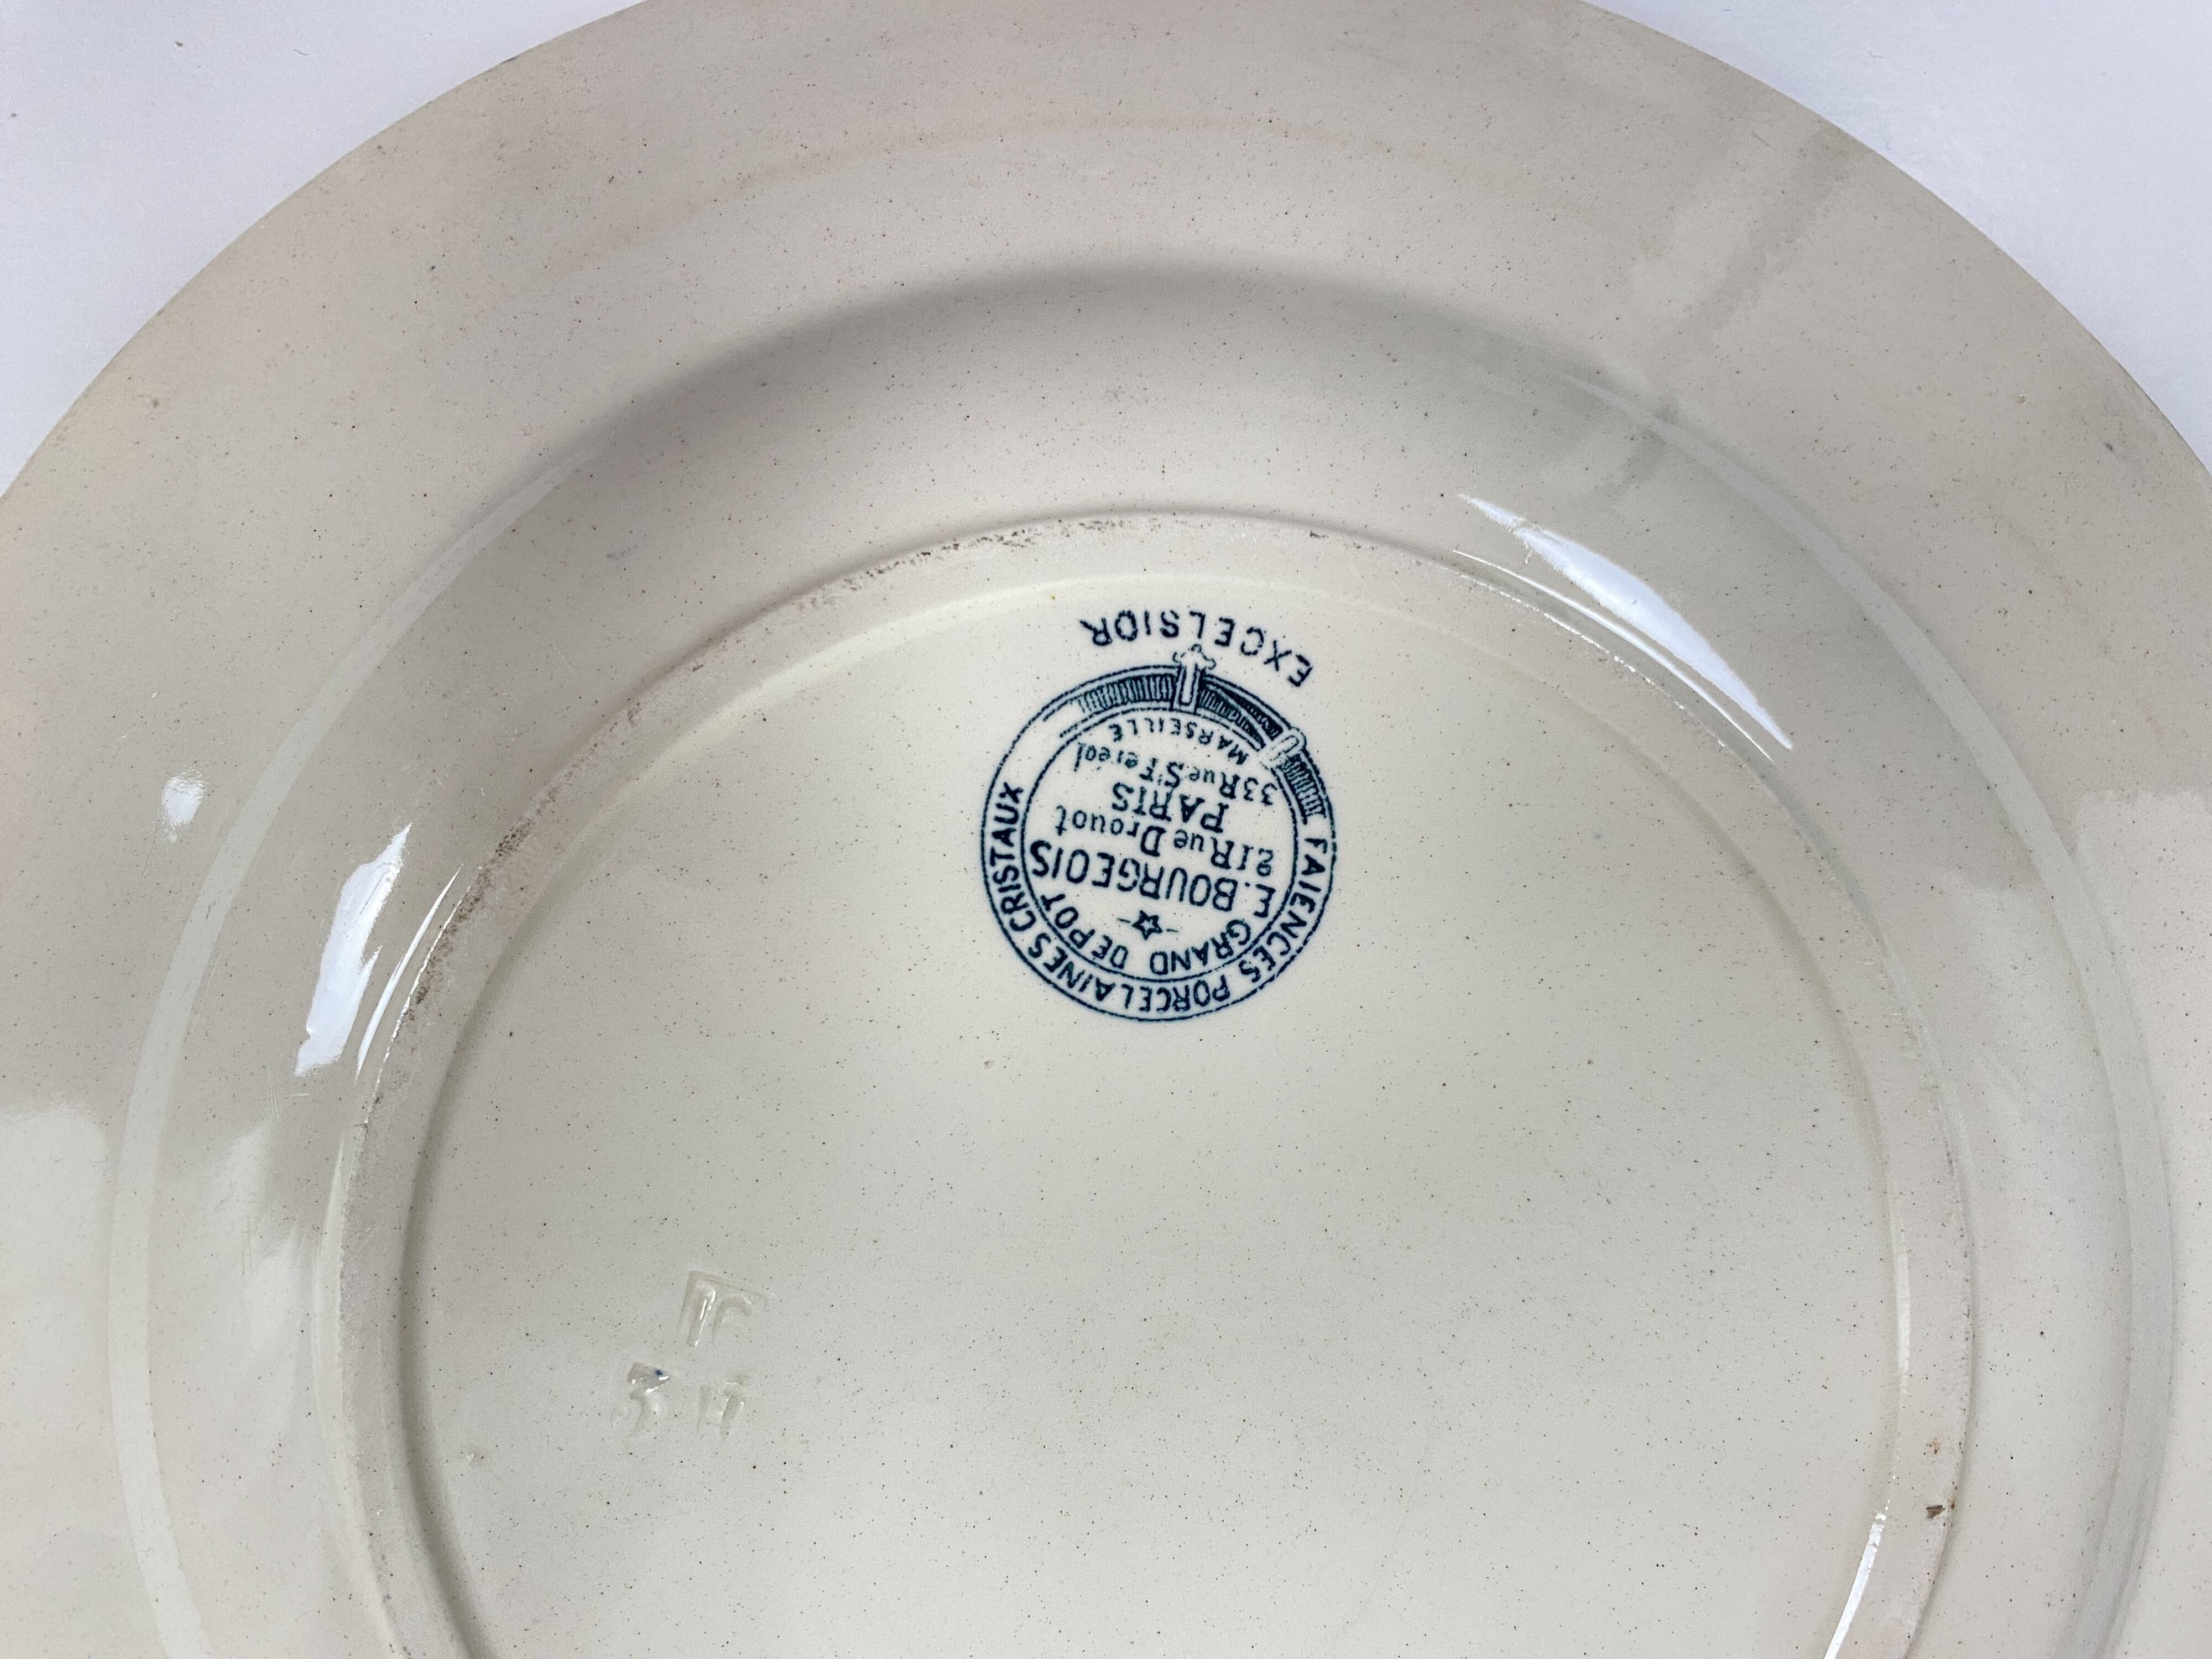 FAIENCES PORCELAINES CRISTAUX
GRAND DEPOT
E. BOURGEOIS
21 Rue Drouot
PARIS
33 Rue St Fereol
MARSEILLE
EXCELSIOR